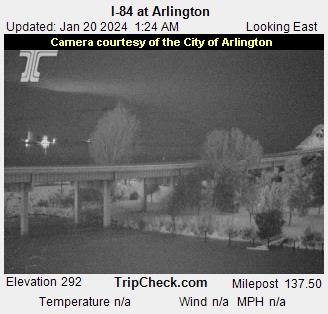 I-84 at Arlington
Updated: Jan 20 2024 1:24 AM Looking East
Camera courtesy of the City of Arlington
Elevation 292 TripCheck.com Milepost 137.50
Temperature n/a Wind n/a MPH n/a